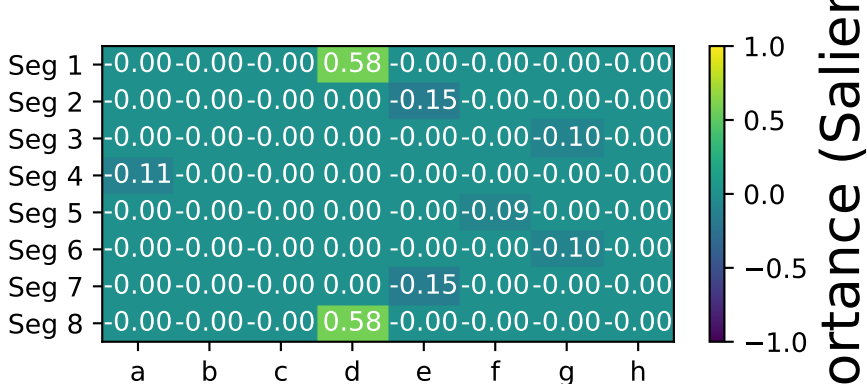 Seg 1 -0.00 -0.00 -0.00 0.58 -0.00 -0.00 -0.00 -0.00
Seg 2 -0.00 -0.00 -0.00 0.00 -0.15 -0.00 -0.00 -0.00
Seg 3 -0.00 -0.00 -0.00 0.00 -0.00 -0.00 -0.10 -0.00
Seg 4 -0.11 -0.00 -0.00 0.00 -0.00 -0.00 -0.00 -0.00
Seg 5 -0.00 -0.00 -0.00 0.00 -0.00 -0.09 -0.00 -0.00
Seg 6 -0.00 -0.00 -0.00 0.00 -0.00 -0.00 -0.10 -0.00
Seg 7 -0.00 -0.00 -0.00 0.00 -0.15 -0.00 -0.00 -0.00
Seg 8 -0.00 -0.00 -0.00 0.58 -0.00 -0.00 -0.00 -0.00
a b c d e f g h
1.0
0.5
0.0
−0.5
−1.0